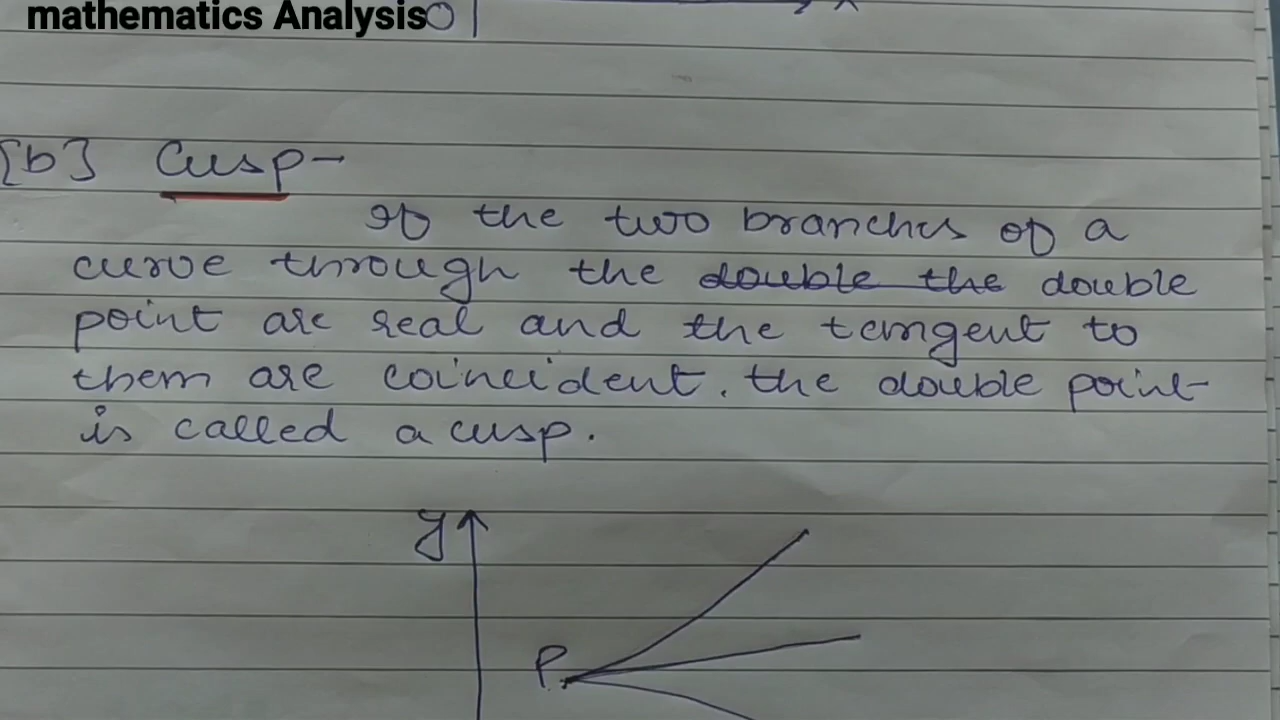 mathematics Analysis
[b] Cusp-
If the two branches of a
curve through the double the double
point are real and the tangent to
them are coincident. the double point
is called a cusp.
y
P